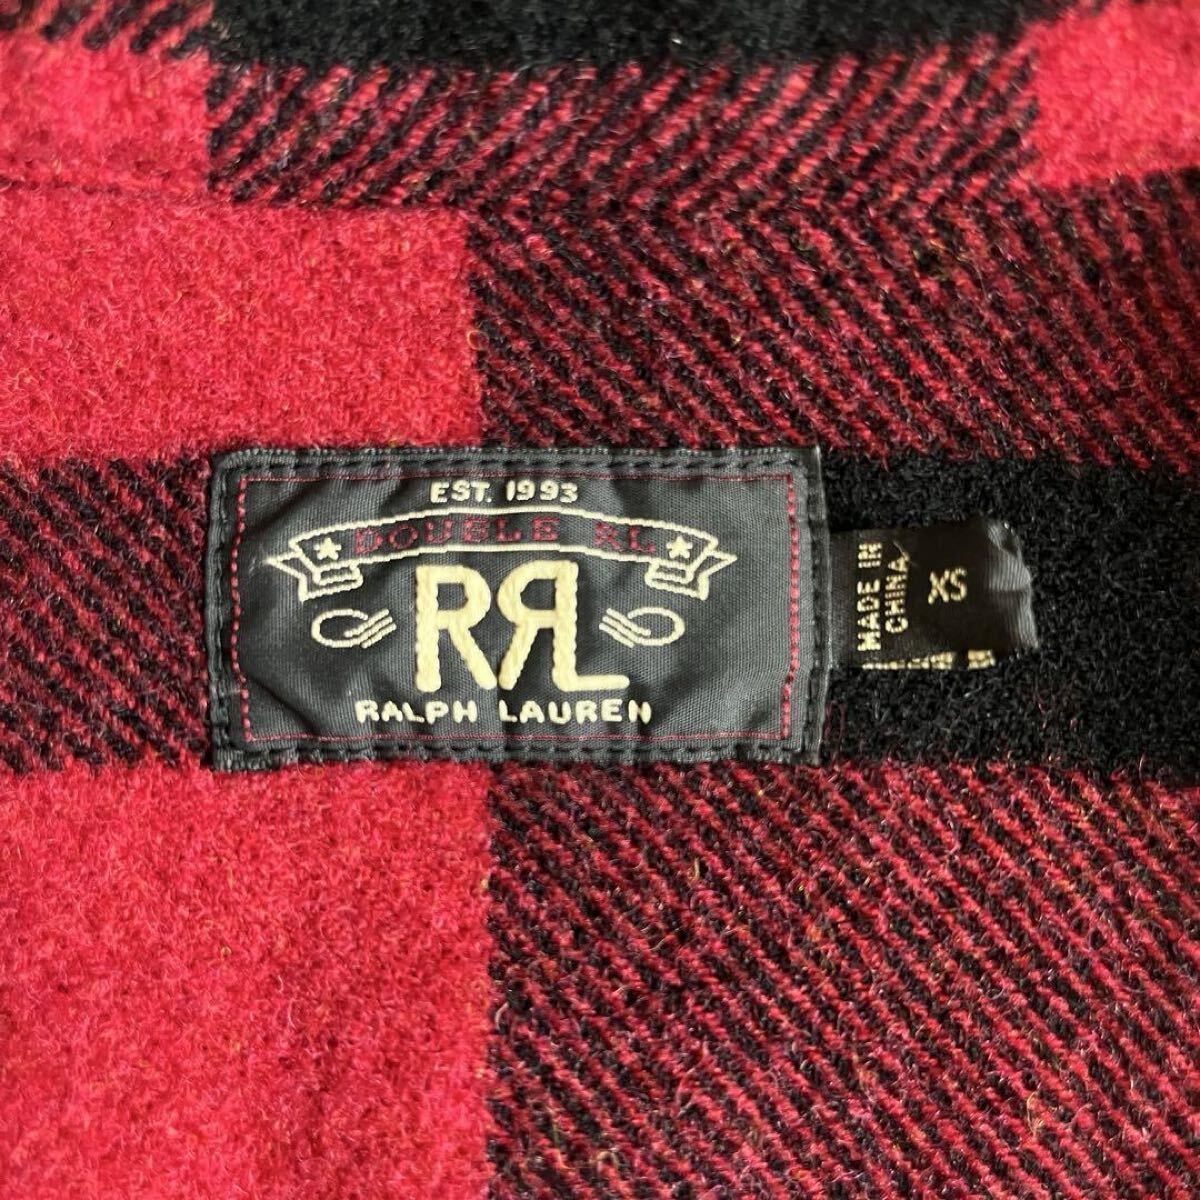 EST. 1993
DOUBLE RL
RRL
RALPH LAUREN
MADE IN
CHINA
XS